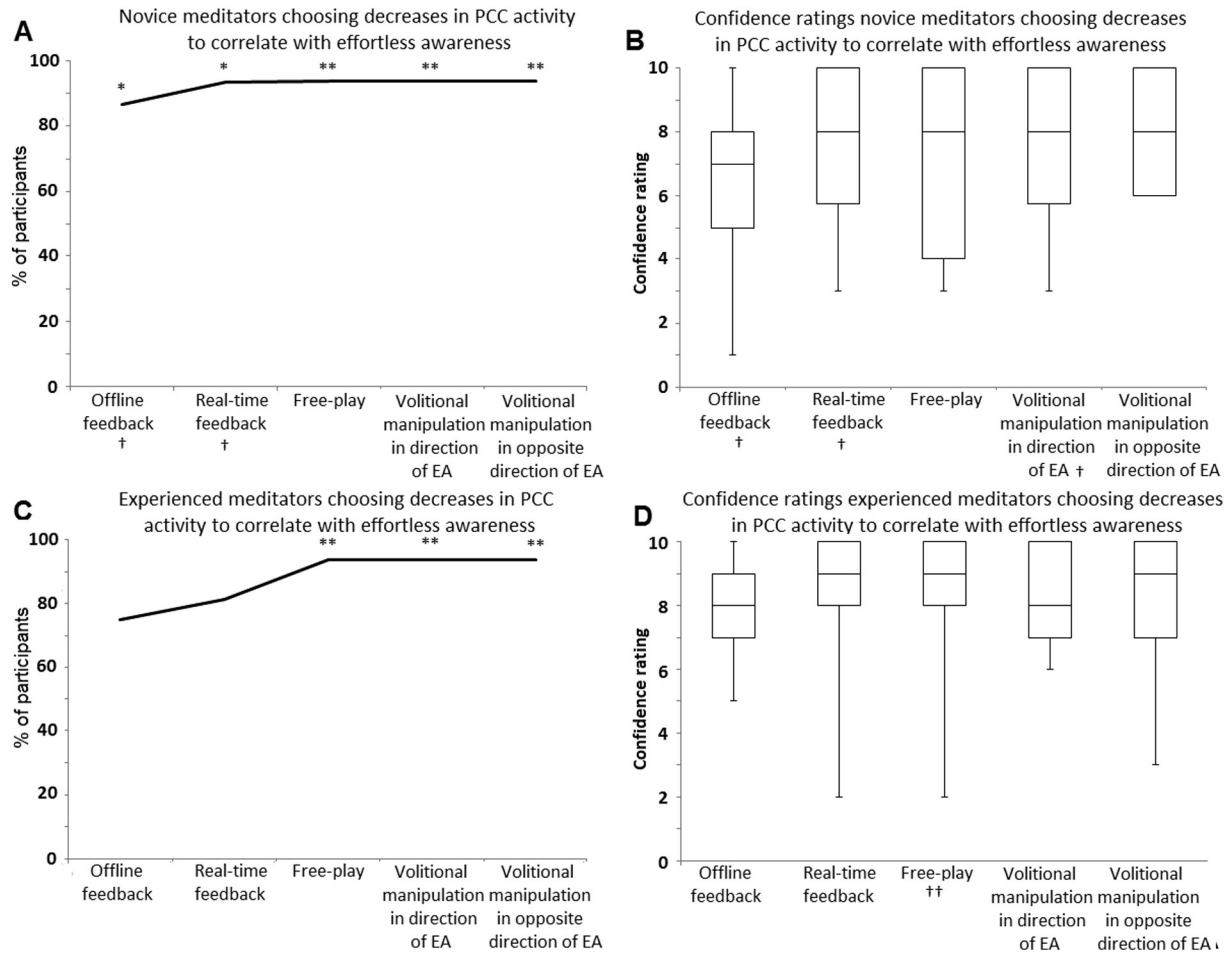 A
Novice meditators choosing decreases in PCC activity
to correlate with effortless awareness
100
80
60
40
20
0
% of participants
*
*
**
**
**
Offline
feedback
†
Real-time
feedback
†
Free-play
Volitional
manipulation
in direction
of EA
Volitional
manipulation
in opposite
direction of EA
B
Confidence ratings novice meditators choosing decreases
in PCC activity to correlate with effortless awareness
10
8
6
4
2
0
Confidence rating
Offline
feedback
†
Real-time
feedback
†
Free-play
Volitional
manipulation
in direction
of EA †
Volitional
manipulation
in opposite
direction of EA
C
Experienced meditators choosing decreases in PCC
activity to correlate with effortless awareness
100
80
60
40
20
0
% of participants
**
**
**
Offline
feedback
Real-time
feedback
Free-play
Volitional
manipulation
in direction
of EA
Volitional
manipulation
in opposite
direction of EA
D
Confidence ratings experienced meditators choosing decreases
in PCC activity to correlate with effortless awareness
10
8
6
4
2
0
Confidence rating
Offline
feedback
Real-time
feedback
Free-play
††
Volitional
manipulation
in direction
of EA
Volitional
manipulation
in opposite
direction of EA